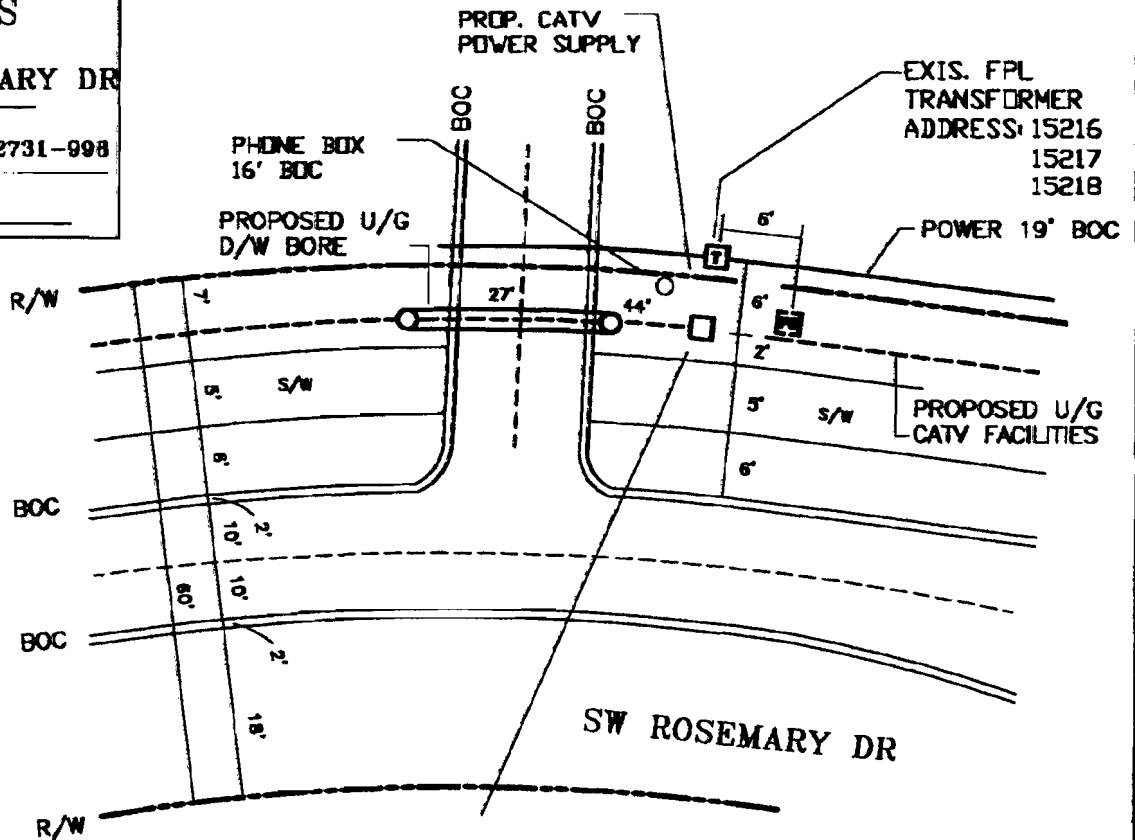 S
ARY DR
2731-998
PROP. CATV
POWER SUPPLY
EXIS. FPL
TRANSFORMER
ADDRESS: 15216
15217
15218
BOC
BOC
PHONE BOX
16' BOC
PROPOSED U/G
D/W BORE
6'
POWER 19' BOC
T
R/W
7'
27'
44'
6'
2'
5'
S/W
5'
S/W
PROPOSED U/G
CATV FACILITIES
6'
6'
BOC
2'
10'
10'
60'
BOC
2'
18'
SW ROSEMARY DR
R/W